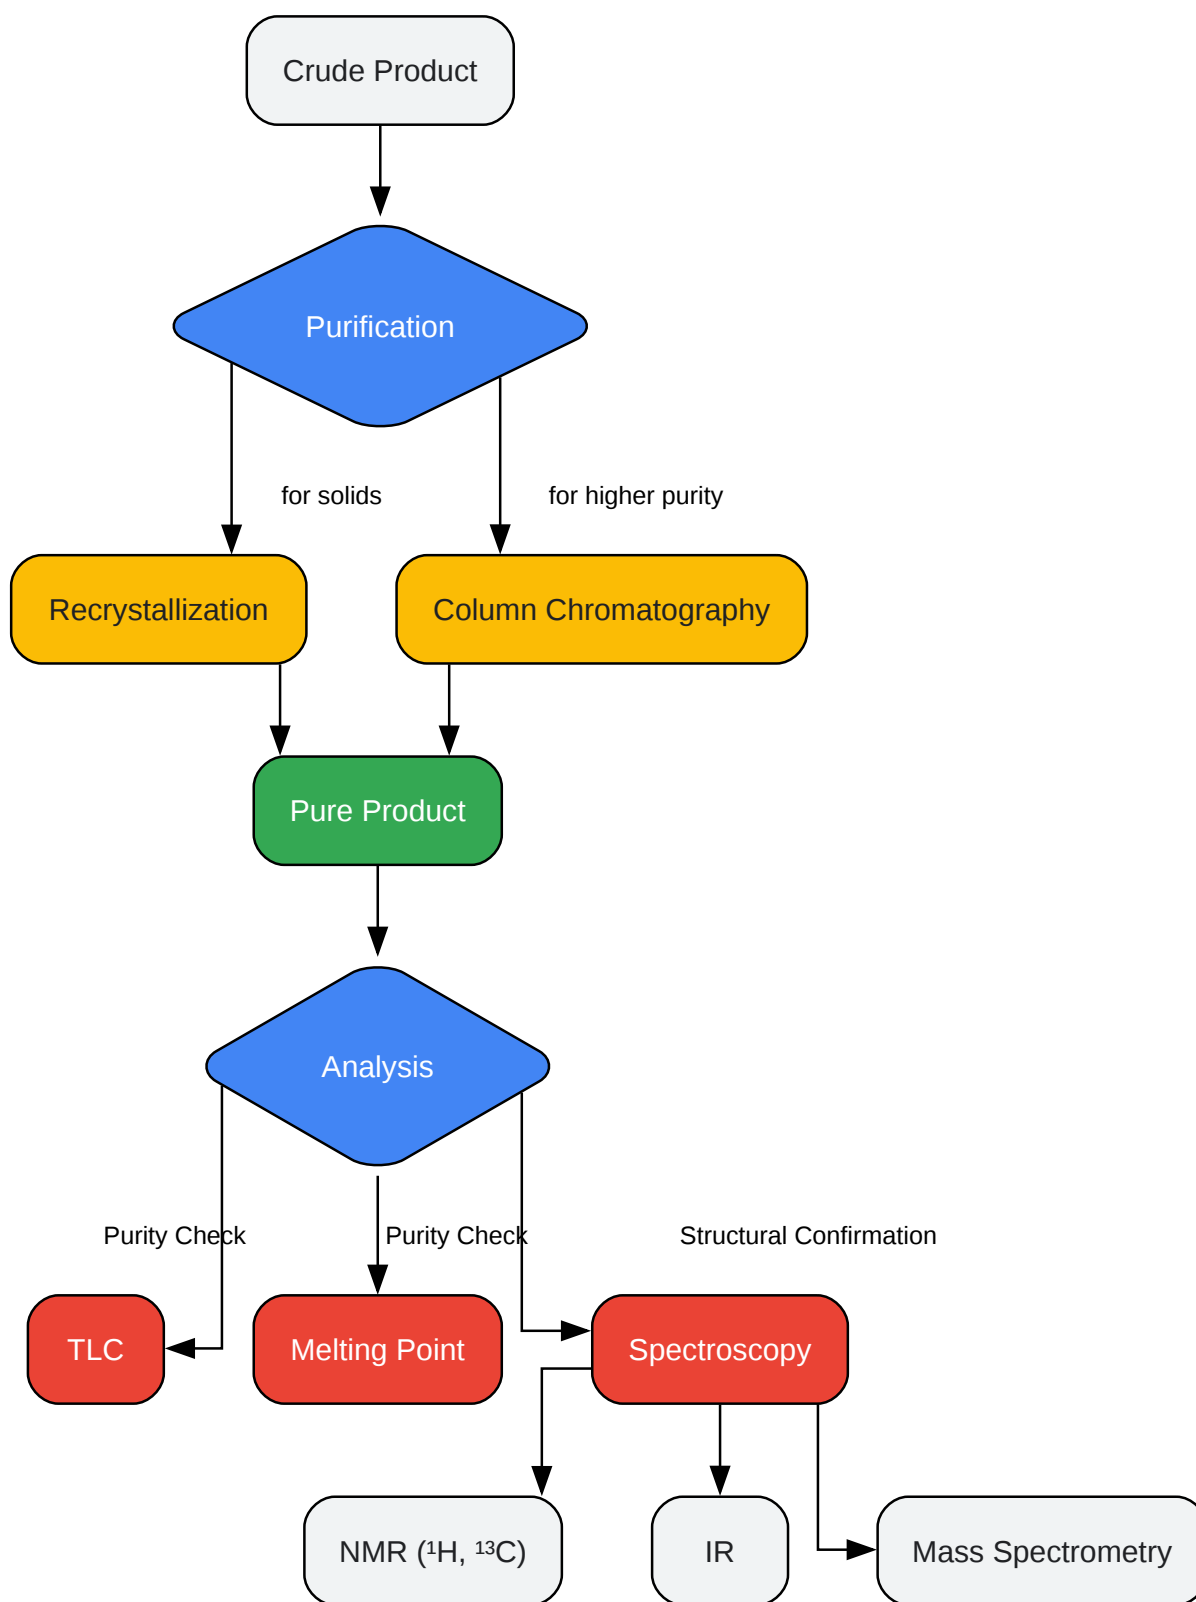 Crude Product
Purification
for solids
for higher purity
Recrystallization
Column Chromatography
Pure Product
Analysis
Purity Check
Purity Check
Structural Confirmation
TLC
Melting Point
Spectroscopy
NMR (¹H, ¹³C)
IR
Mass Spectrometry